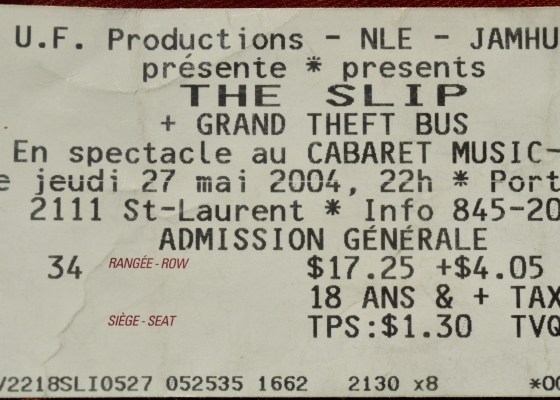 U.F. Productions - NLE - JAMHU
présente * presents
THE SLIP
+ GRAND THEFT BUS
En spectacle au CABARET MUSIC-
e jeudi 27 mai 2004, 22h * Port
2111 St-Laurent * Info 845-20
ADMISSION GÉNÉRALE
34 RANGÉE - ROW $17.25 +$4.05
18 ANS & + TAX
SIÈGE - SEAT TPS:$1.30 TVQ
/2218SLI0527 052535 1662 2130 x8 *00